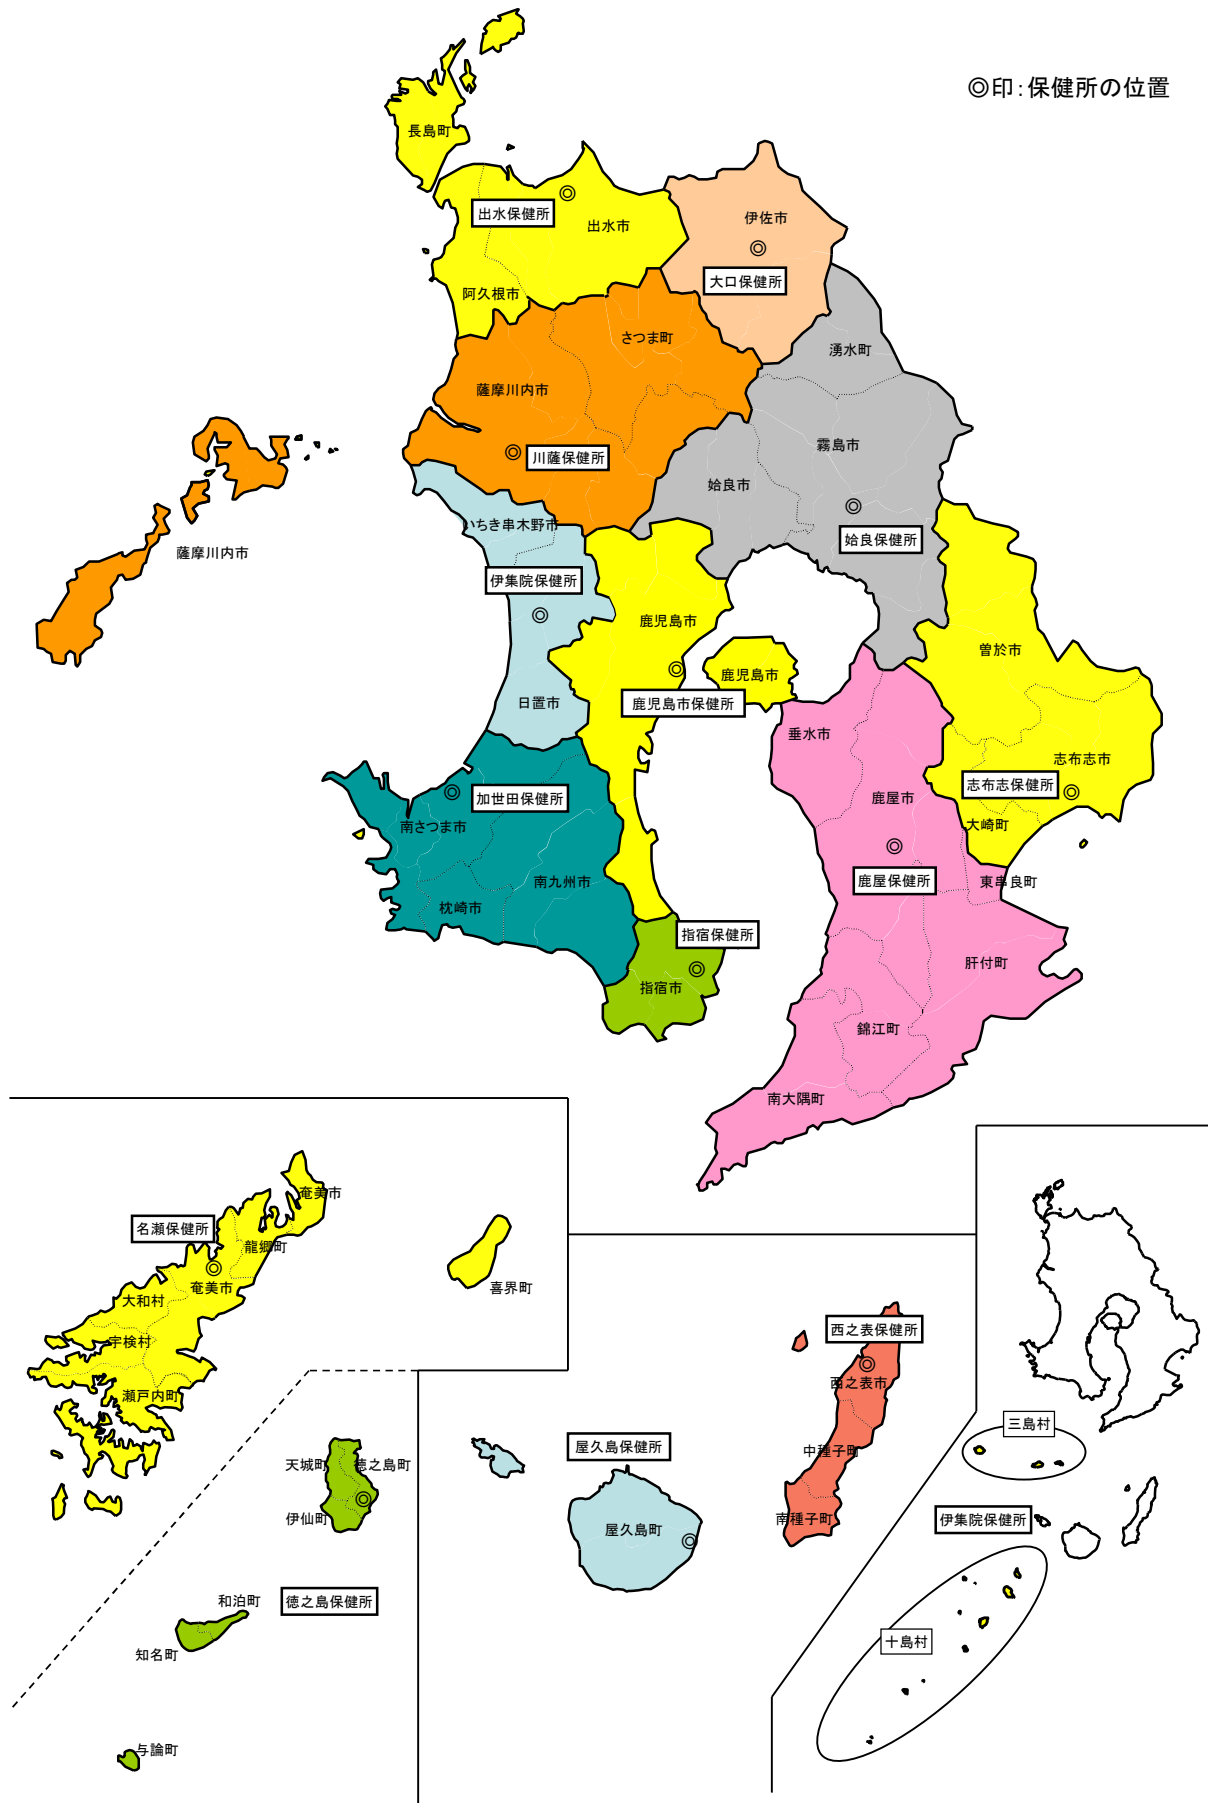 ◎印：保健所の位置
長島町
出水保健所
出水市
伊佐市
大口保健所
阿久根市
さつま町
湧水町
薩摩川内市
霧島市
川薩保健所
姶良市
いちき串木野市
姶良保健所
薩摩川内市
伊集院保健所
鹿児島市
曽於市
鹿児島市
日置市
鹿児島市保健所
垂水市
志布志市
志布志保健所
加世田保健所
鹿屋市
南さつま市
大崎町
鹿屋保健所
東串良町
南九州市
枕崎市
指宿保健所
肝付町
指宿市
錦江町
南大隅町
奄美市
名瀬保健所
龍郷町
奄美市
喜界町
大和村
宇検村
瀬戸内町
西之表保健所
西之表市
三島村
屋久島保健所
中種子町
天城町
徳之島町
伊仙町
南種子町
伊集院保健所
屋久島町
和泊町
徳之島保健所
十島村
知名町
与論町